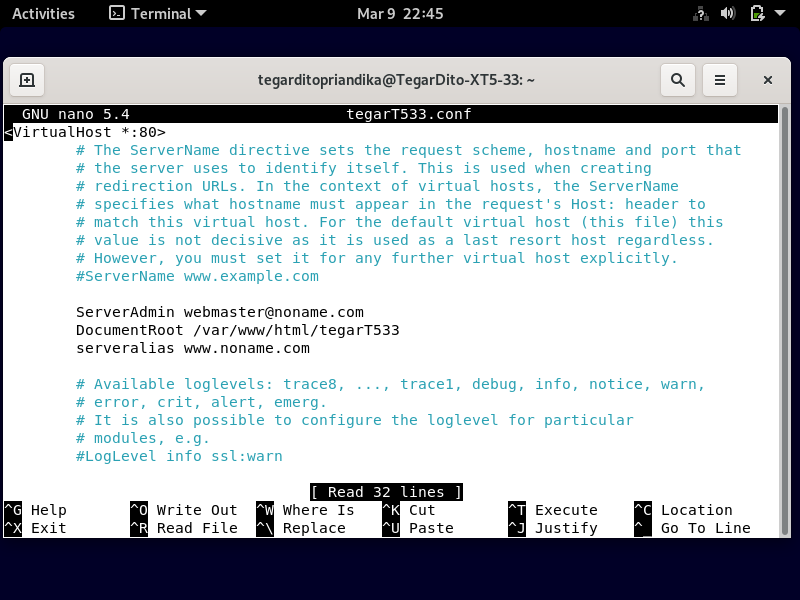 Activities Terminal Mar 9 22:45
tegarditopriandika@TegarDito-XT5-33: ~
GNU nano 5.4 tegarT533.conf
<VirtualHost *:80>
# The ServerName directive sets the request scheme, hostname and port that
# the server uses to identify itself. This is used when creating
# redirection URLs. In the context of virtual hosts, the ServerName
# specifies what hostname must appear in the request's Host: header to
# match this virtual host. For the default virtual host (this file) this
# value is not decisive as it is used as a last resort host regardless.
# However, you must set it for any further virtual host explicitly.
#ServerName www.example.com
ServerAdmin webmaster@noname.com
DocumentRoot /var/www/html/tegarT533
serveralias www.noname.com
# Available loglevels: trace8, ..., trace1, debug, info, notice, warn,
# error, crit, alert, emerg.
# It is also possible to configure the loglevel for particular
# modules, e.g.
#LogLevel info ssl:warn
[ Read 32 lines ]
^G Help ^O Write Out ^W Where Is ^K Cut ^T Execute ^C Location
^X Exit ^R Read File ^\ Replace ^U Paste ^J Justify ^_ Go To Line